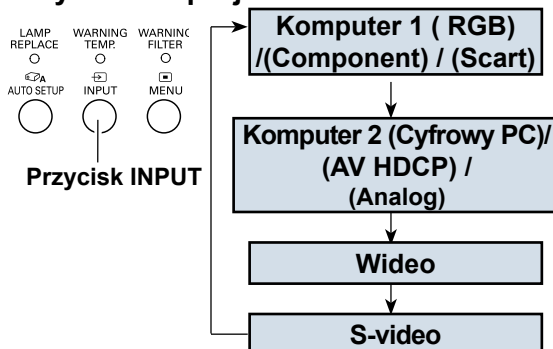 LAMP
REPLACE
WARNING
TEMP.
WARNING
FILTER
AUTO SETUP
INPUT
MENU
Przycisk INPUT
Komputer 1 ( RGB)
/(Component) / (Scart)
Komputer 2 (Cyfrowy PC)/
(AV HDCP) /
(Analog)
Wideo
S-video